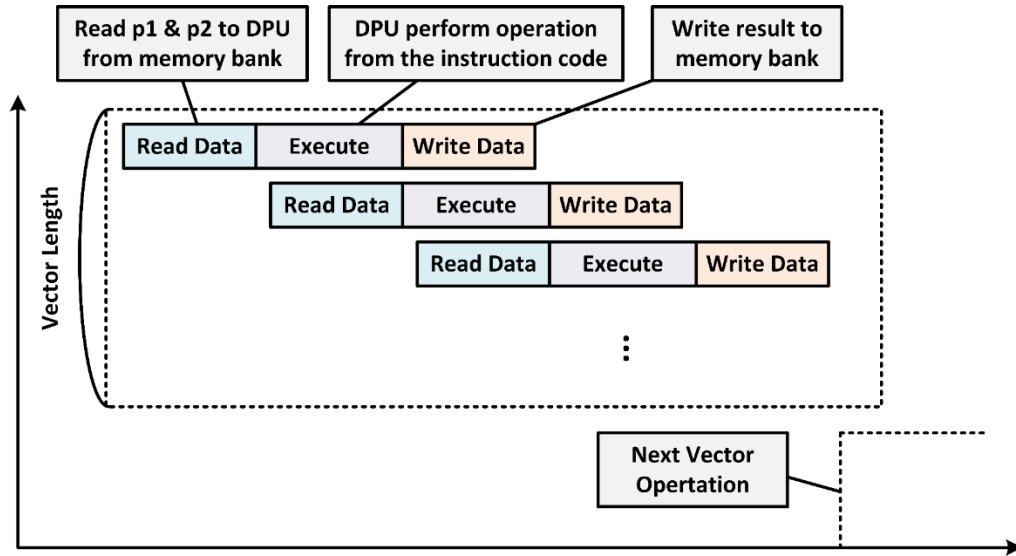 Read p1 & p2 to DPU
from memory bank
DPU perform operation
from the instruction code
Write result to
memory bank
Read Data
Execute
Write Data
Read Data
Execute
Write Data
Read Data
Execute
Write Data
Vector Length
Next Vector
Opertation